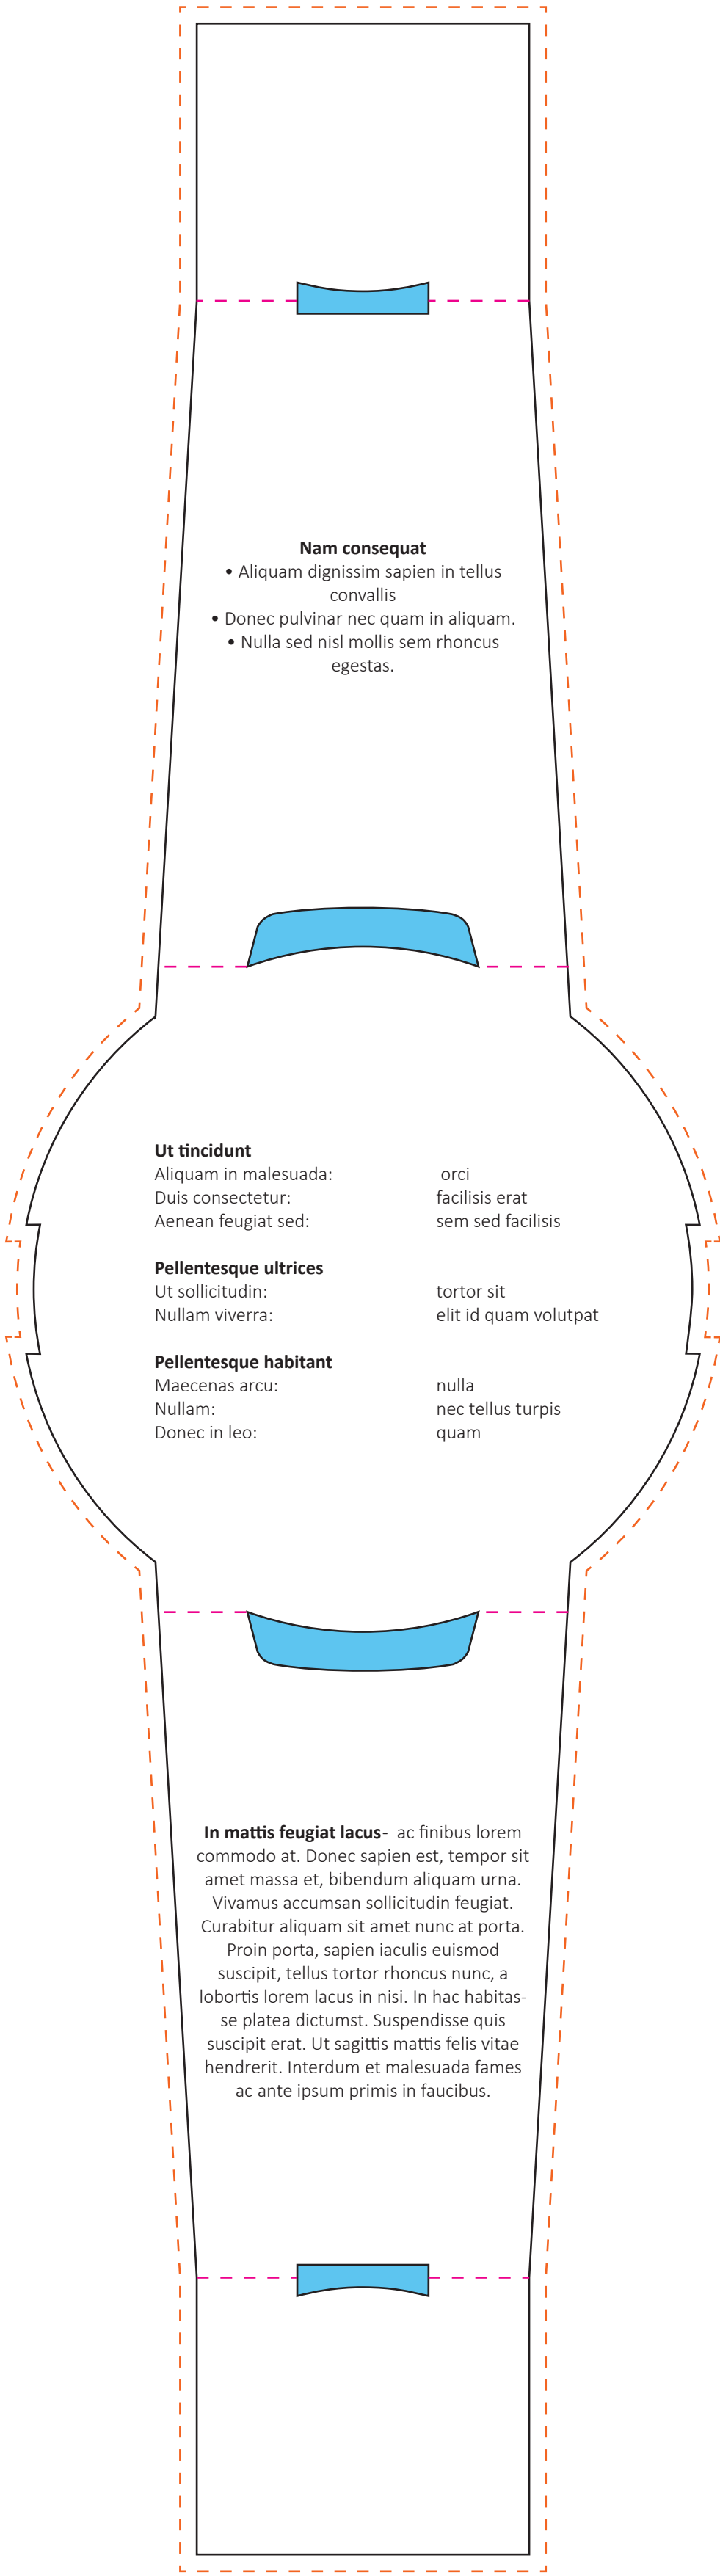 Nam consequat
• Aliquam dignissim sapien in tellus
convallis
• Donec pulvinar nec quam in aliquam.
• Nulla sed nisl mollis sem rhoncus
egestas.
Ut tincidunt
Aliquam in malesuada: orci
Duis consectetur: facilisis erat
Aenean feugiat sed: sem sed facilisis
Pellentesque ultrices
Ut sollicitudin: tortor sit
Nullam viverra: elit id quam volutpat
Pellentesque habitant
Maecenas arcu: nulla
Nullam: nec tellus turpis
Donec in leo: quam
In mattis feugiat lacus- ac finibus lorem
commodo at. Donec sapien est, tempor sit
amet massa et, bibendum aliquam urna.
Vivamus accumsan sollicitudin feugiat.
Curabitur aliquam sit amet nunc at porta.
Proin porta, sapien iaculis euismod
suscipit, tellus tortor rhoncus nunc, a
lobortis lorem lacus in nisi. In hac habitas-
se platea dictumst. Suspendisse quis
suscipit erat. Ut sagittis mattis felis vitae
hendrerit. Interdum et malesuada fames
ac ante ipsum primis in faucibus.